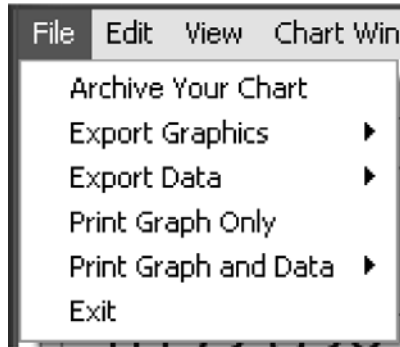 File Edit View Chart Win
Archive Your Chart
Export Graphics
Export Data
Print Graph Only
Print Graph and Data
Exit